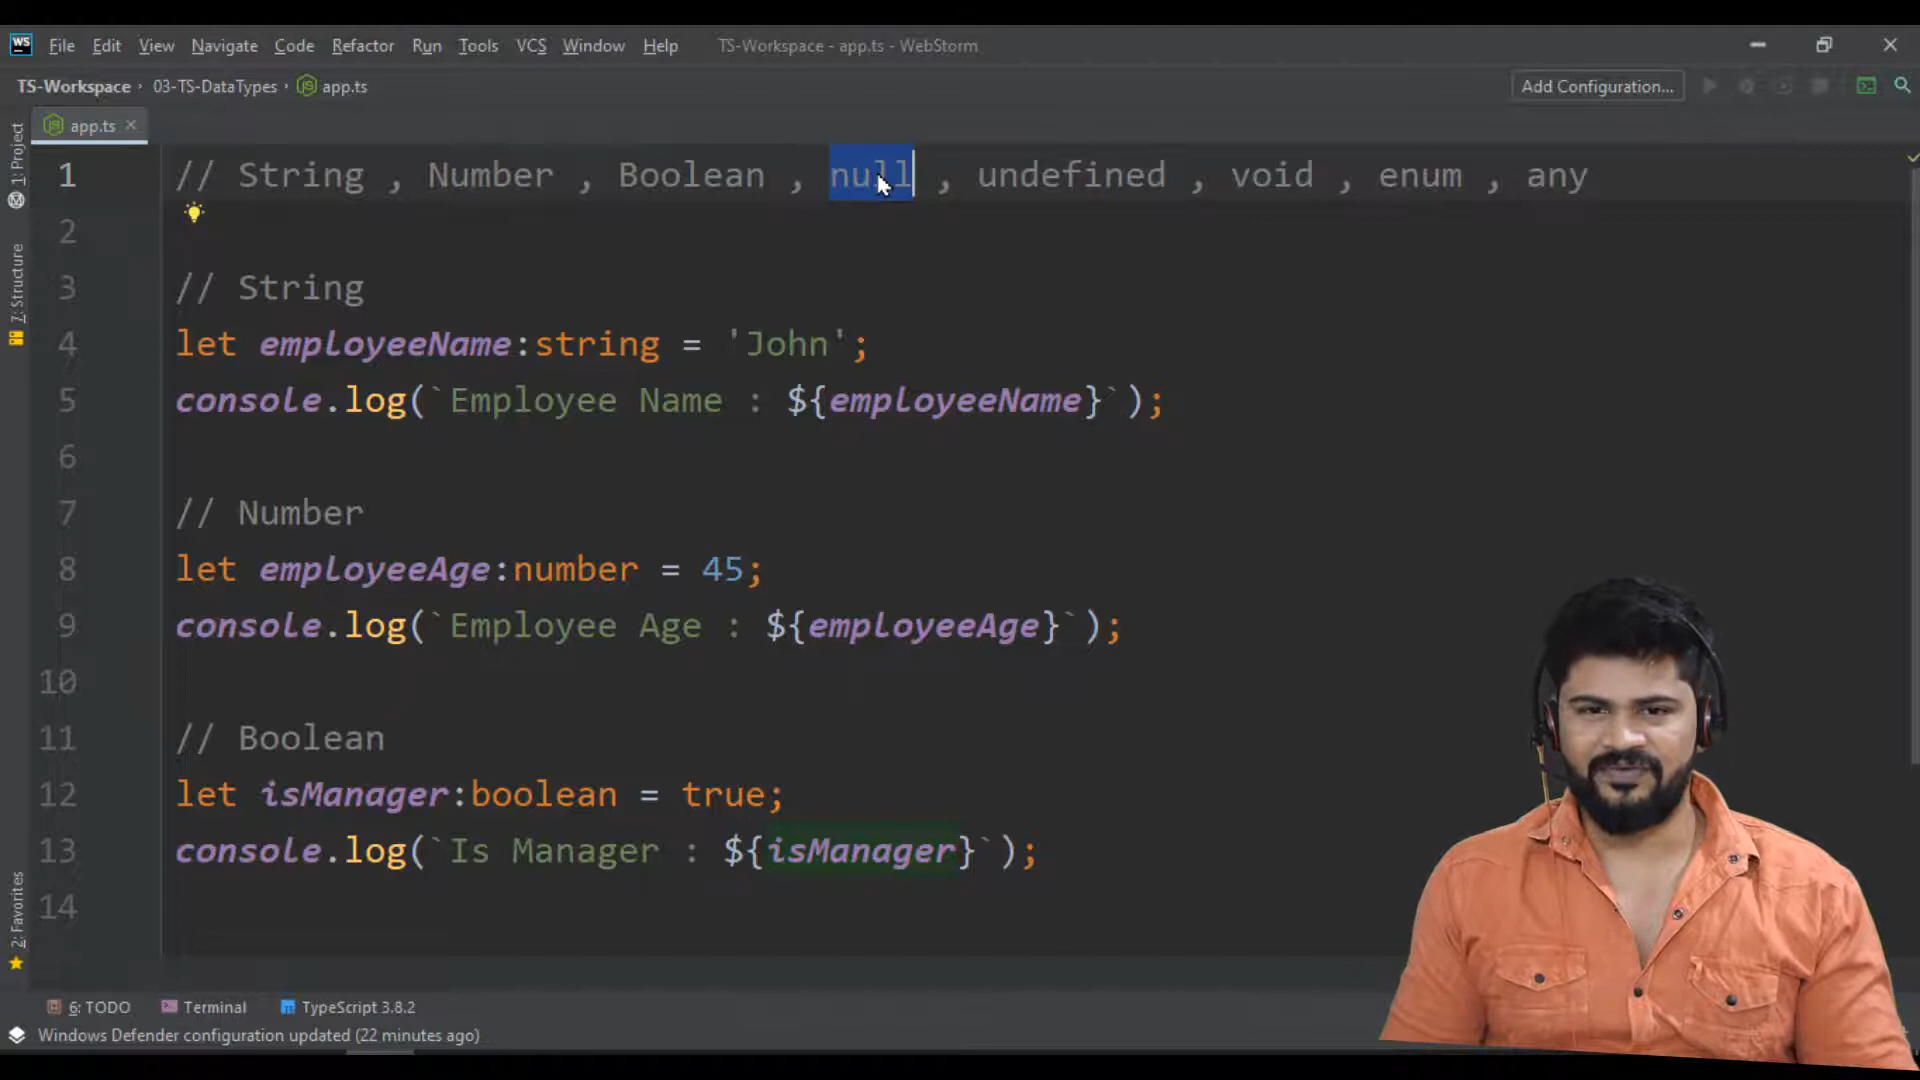 WS File Edit View Navigate Code Refactor Run Tools VCS Window Help TS-Workspace - app.ts - WebStorm
TS-Workspace › 03-TS-DataTypes › app.ts Add Configuration...
app.ts
1: Project
7: Structure
2: Favorites
1 // String , Number , Boolean , null , undefined , void , enum , any
2
3 // String
4 let employeeName:string = 'John';
5 console.log(`Employee Name : ${employeeName}`);
6
7 // Number
8 let employeeAge:number = 45;
9 console.log(`Employee Age : ${employeeAge}`);
10
11 // Boolean
12 let isManager:boolean = true;
13 console.log(`Is Manager : ${isManager}`);
14
6: TODO Terminal TypeScript 3.8.2
Windows Defender configuration updated (22 minutes ago)